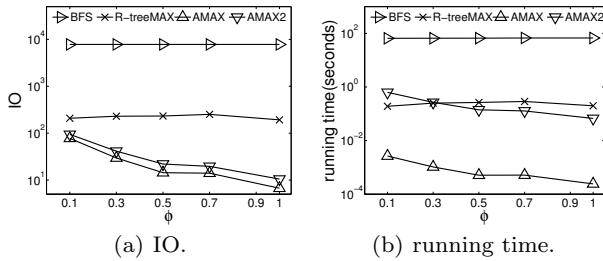 BFS R-treeMAX AMAX AMAX2
10^4
10^3
10^2
10^1
IO
0.1 0.3 0.5 0.7 0.9 1
ϕ
(a) IO.
BFS R-treeMAX AMAX AMAX2
10^2
10^0
10^-2
10^-4
running time(seconds)
0.1 0.3 0.5 0.7 0.9 1
ϕ
(b) running time.